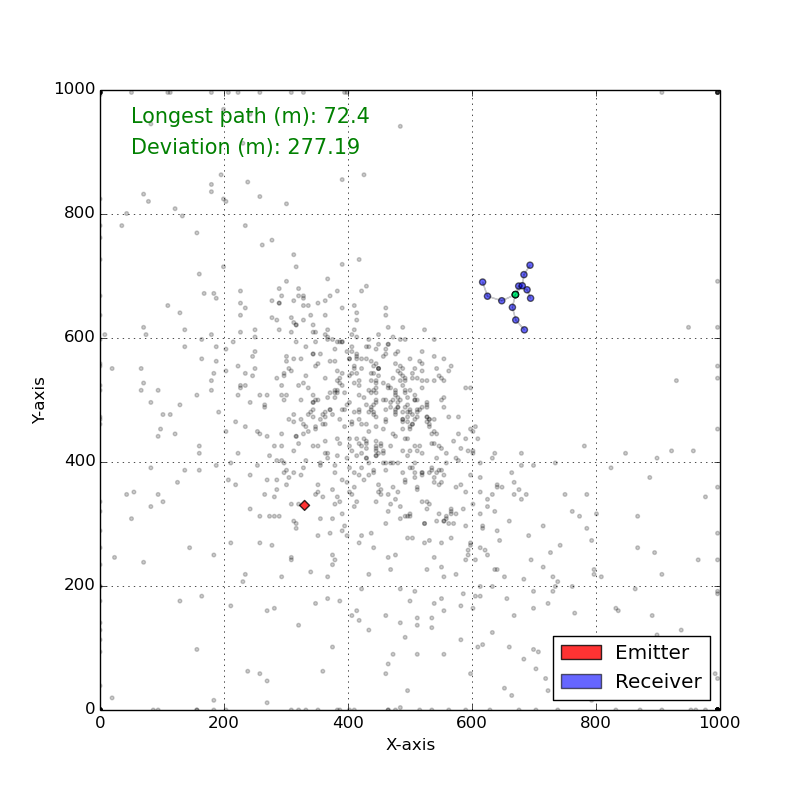 Longest path (m): 72.4
Deviation (m): 277.19
1000
800
600
400
200
0
Y-axis
0 200 400 600 800 1000
X-axis
Emitter
Receiver